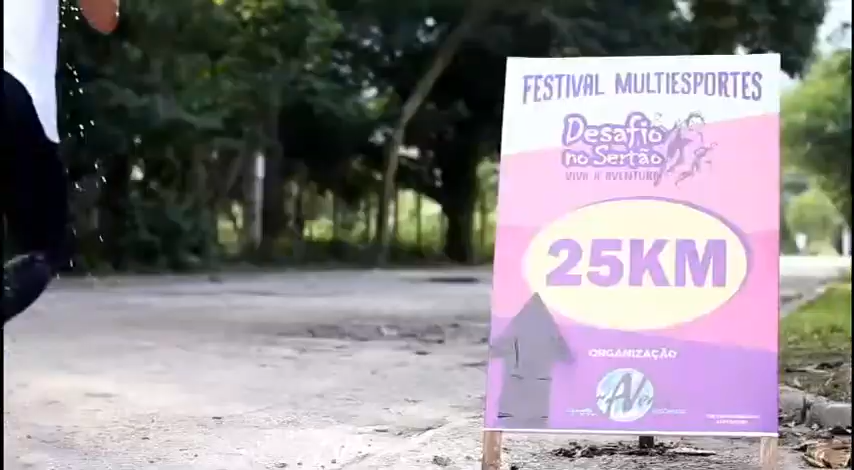 FESTIVAL MULTIESPORTES
Desafio
no Sertão
VIVA A AVENTURA
25KM
ORGANIZAÇÃO